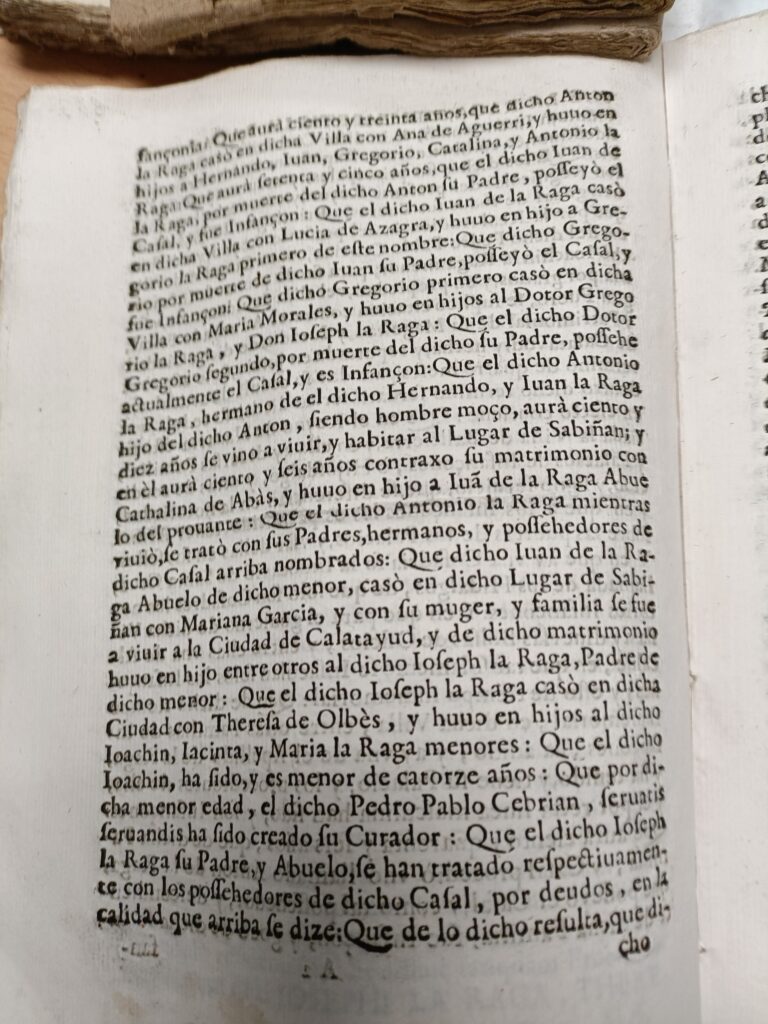 fançonia: Que aurà ciento y treinta años, que dicho Anton
la Raga casò en dicha Villa con Ana de Aguerri, y huuo en
hijos a Hernando, Iuan, Gregorio, Catalina, y Antonio la
Raga: Que aurà setenta y cinco años, que el dicho Iuan de
la Raga, por muerte del dicho Anton su Padre, posseyò el
Casal, y fue Infançon: Que el dicho Iuan de la Raga casò
en dicha Villa con Lucia de Azagra, y huuo en hijo a Gre-
gorio la Raga primero de este nombre: Que dicho Grego-
rio por muerte de dicho Iuan su Padre, posseyò el Casal, y
fue Infançon: Que dicho Gregorio primero casò en dicha
Villa con Maria Morales, y huuo en hijos al Dotor Grego
rio la Raga, y Don Ioseph la Raga: Que el dicho Dotor
Gregorio segundo, por muerte del dicho su Padre, possehe
actualmente el Casal, y es Infançon: Que el dicho Antonio
la Raga, hermano de el dicho Hernando, y Iuan la Raga
hijo del dicho Anton, siendo hombre moço, aurà ciento y
diez años se vino a viuir, y habitar al Lugar de Sabiñan; y
en èl aurà ciento y seis años contraxo su matrimonio con
Cathalina de Abàs, y huuo en hijo a Iuã de la Raga Abue
lo del prouante: Que el dicho Antonio la Raga mientras
viuiò, se tratò con sus Padres, hermanos, y possehedores de
dicho Casal arriba nombrados: Que dicho Iuan de la Ra-
ga Abuelo de dicho menor, casò en dicho Lugar de Sabi-
ñan con Mariana Garcia, y con su muger, y familia se fue
a viuir a la Ciudad de Calatayud, y de dicho matrimonio
huuo en hijo entre otros al dicho Ioseph la Raga, Padre de
dicho menor: Que el dicho Ioseph la Raga casò en dicha
Ciudad con Theresa de Olbès, y huuo en hijos al dicho
Ioachin, Iacinta, y Maria la Raga menores: Que el dicho
Ioachin, ha sido, y es menor de catorze años: Que por di-
cha menor edad, el dicho Pedro Pablo Cebrian, seruatis
seruandis ha sido creado su Curador: Que el dicho Ioseph
la Raga su Padre, y Abuelo, se han tratado respectiuamen-
te con los possehedores de dicho Casal, por deudos, en la
calidad que arriba se dize: Que de lo dicho resulta, que di-
cho